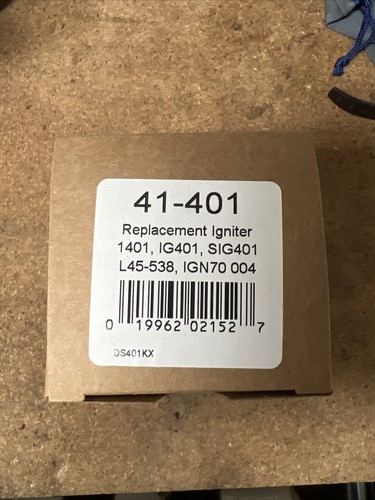 41-401
Replacement Igniter
1401, IG401, SIG401
L45-538, IGN70 004
0 19962 02152 7
DS401KX